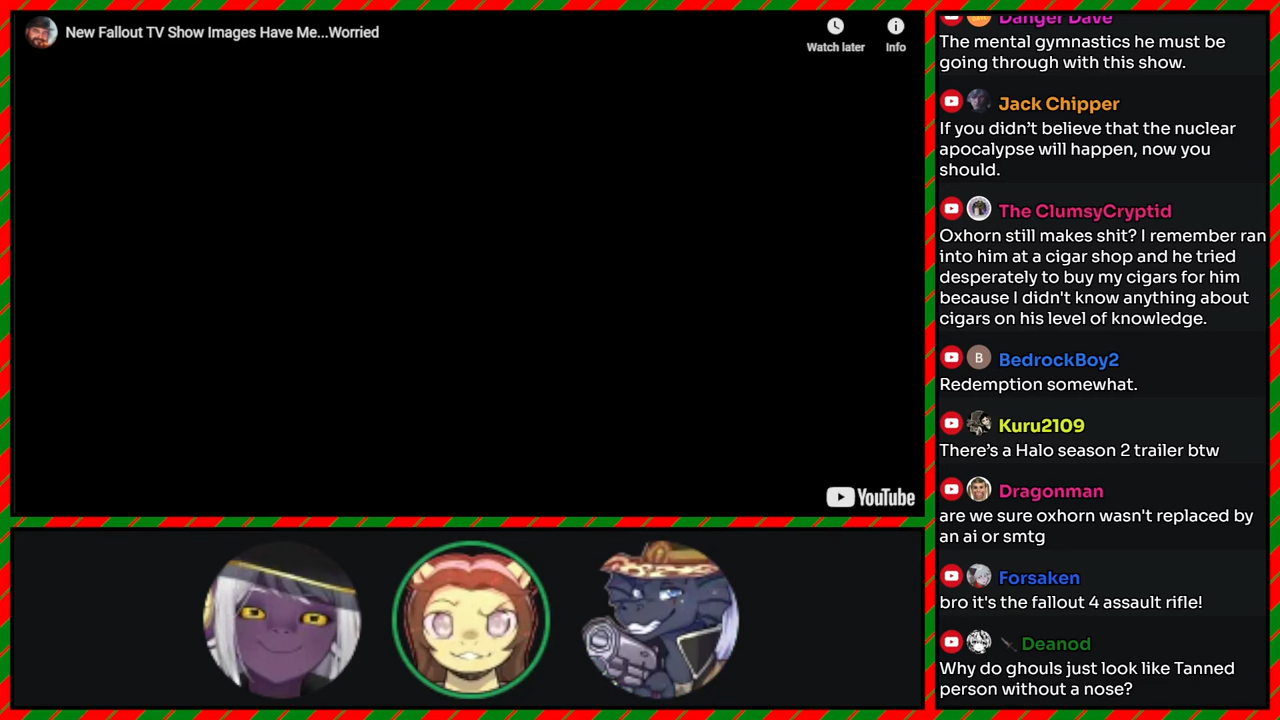 New Fallout TV Show Images Have Me...Worried
Watch later
Info
YouTube
Danger Dave
The mental gymnastics he must be
going through with this show.
Jack Chipper
If you didn’t believe that the nuclear
apocalypse will happen, now you
should.
The ClumsyCryptid
Oxhorn still makes shit? I remember ran
into him at a cigar shop and he tried
desperately to buy my cigars for him
because I didn't know anything about
cigars on his level of knowledge.
B
BedrockBoy2
Redemption somewhat.
Kuru2109
There’s a Halo season 2 trailer btw
Dragonman
are we sure oxhorn wasn't replaced by
an ai or smtg
Forsaken
bro it's the fallout 4 assault rifle!
Deanod
Why do ghouls just look like Tanned
person without a nose?